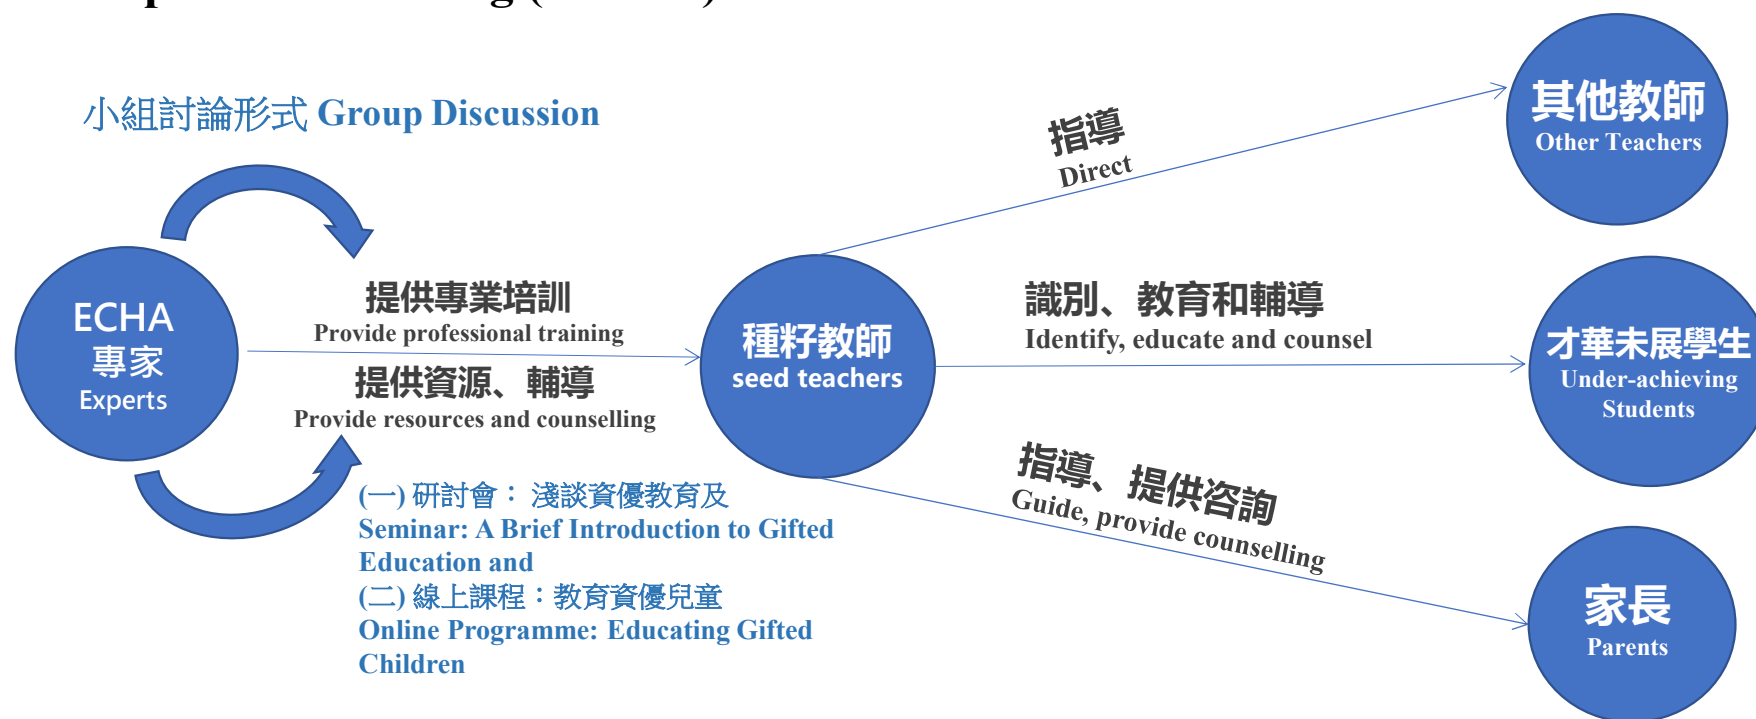 小組討論形式 Group Discussion
ECHA
專家
Experts
提供專業培訓
Provide professional training
提供資源、輔導
Provide resources and counselling
(一) 研討會： 淺談資優教育及
Seminar: A Brief Introduction to Gifted
Education and
(二) 線上課程：教育資優兒童
Online Programme: Educating Gifted
Children
種籽教師
seed teachers
指導
Direct
其他教師
Other Teachers
識別、教育和輔導
Identify, educate and counsel
才華未展學生
Under-achieving
Students
指導、提供咨詢
Guide, provide counselling
家長
Parents